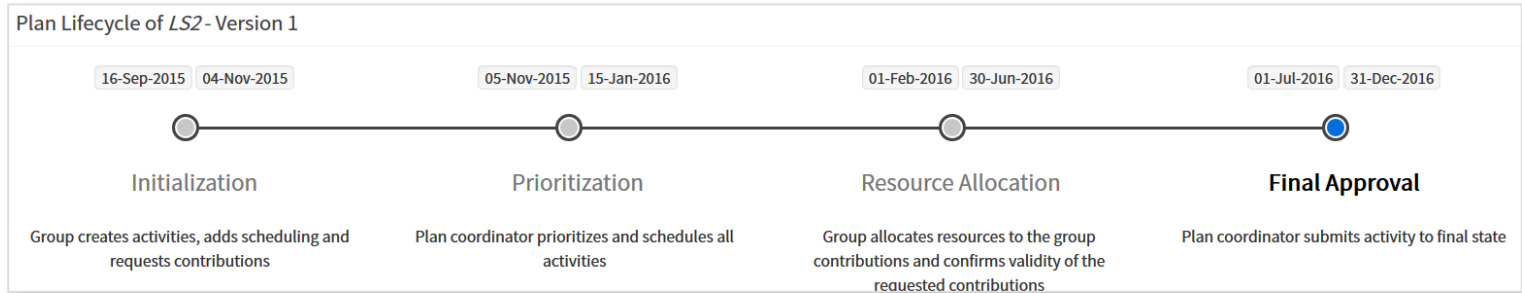 Plan Lifecycle of LS2 - Version 1
16-Sep-2015 04-Nov-2015
05-Nov-2015 15-Jan-2016
01-Feb-2016 30-Jun-2016
01-Jul-2016 31-Dec-2016
Initialization
Prioritization
Resource Allocation
Final Approval
Group creates activities, adds scheduling and
requests contributions
Plan coordinator prioritizes and schedules all
activities
Group allocates resources to the group
contributions and confirms validity of the
requested contributions
Plan coordinator submits activity to final state